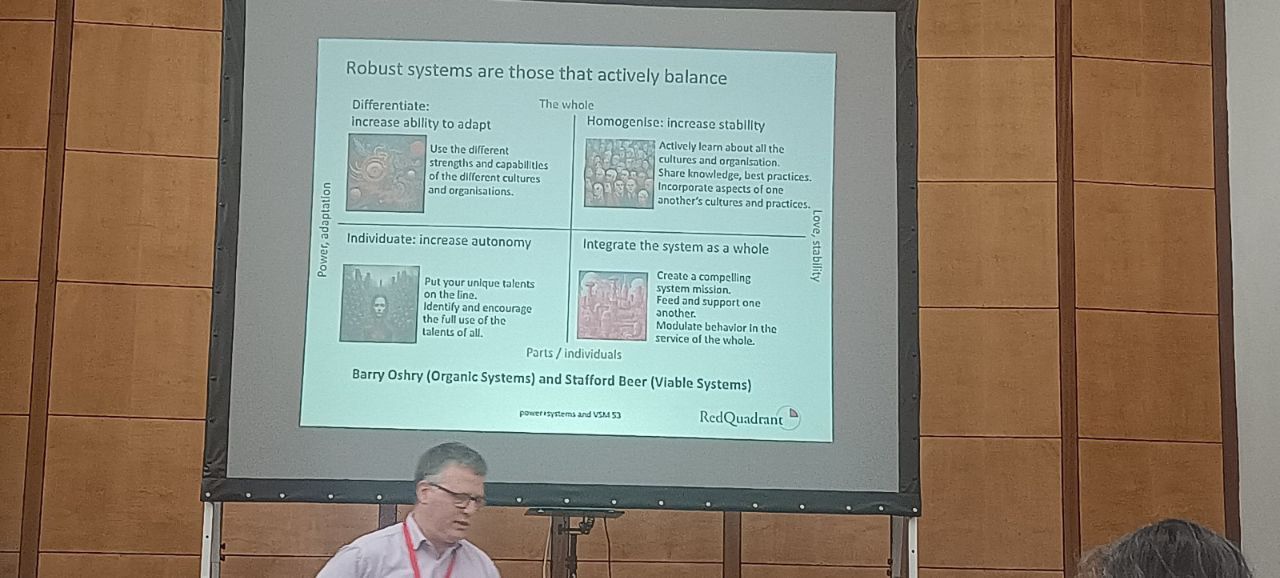 Robust systems are those that actively balance
The whole
Differentiate:
increase ability to adapt
Use the different
strengths and capabilities
of the different cultures
and organisations.
Homogenise: increase stability
Actively learn about all the
cultures and organisation.
Share knowledge, best practices.
Incorporate aspects of one
another's cultures and practices.
Power, adaptation
Love, stability
Individuate: increase autonomy
Put your unique talents
on the line.
Identify and encourage
the full use of the
talents of all.
Integrate the system as a whole
Create a compelling
system mission.
Feed and support one
another.
Modulate behavior in the
service of the whole.
Parts / individuals
Barry Oshry (Organic Systems) and Stafford Beer (Viable Systems)
power+systems and VSM 53
RedQuadrant